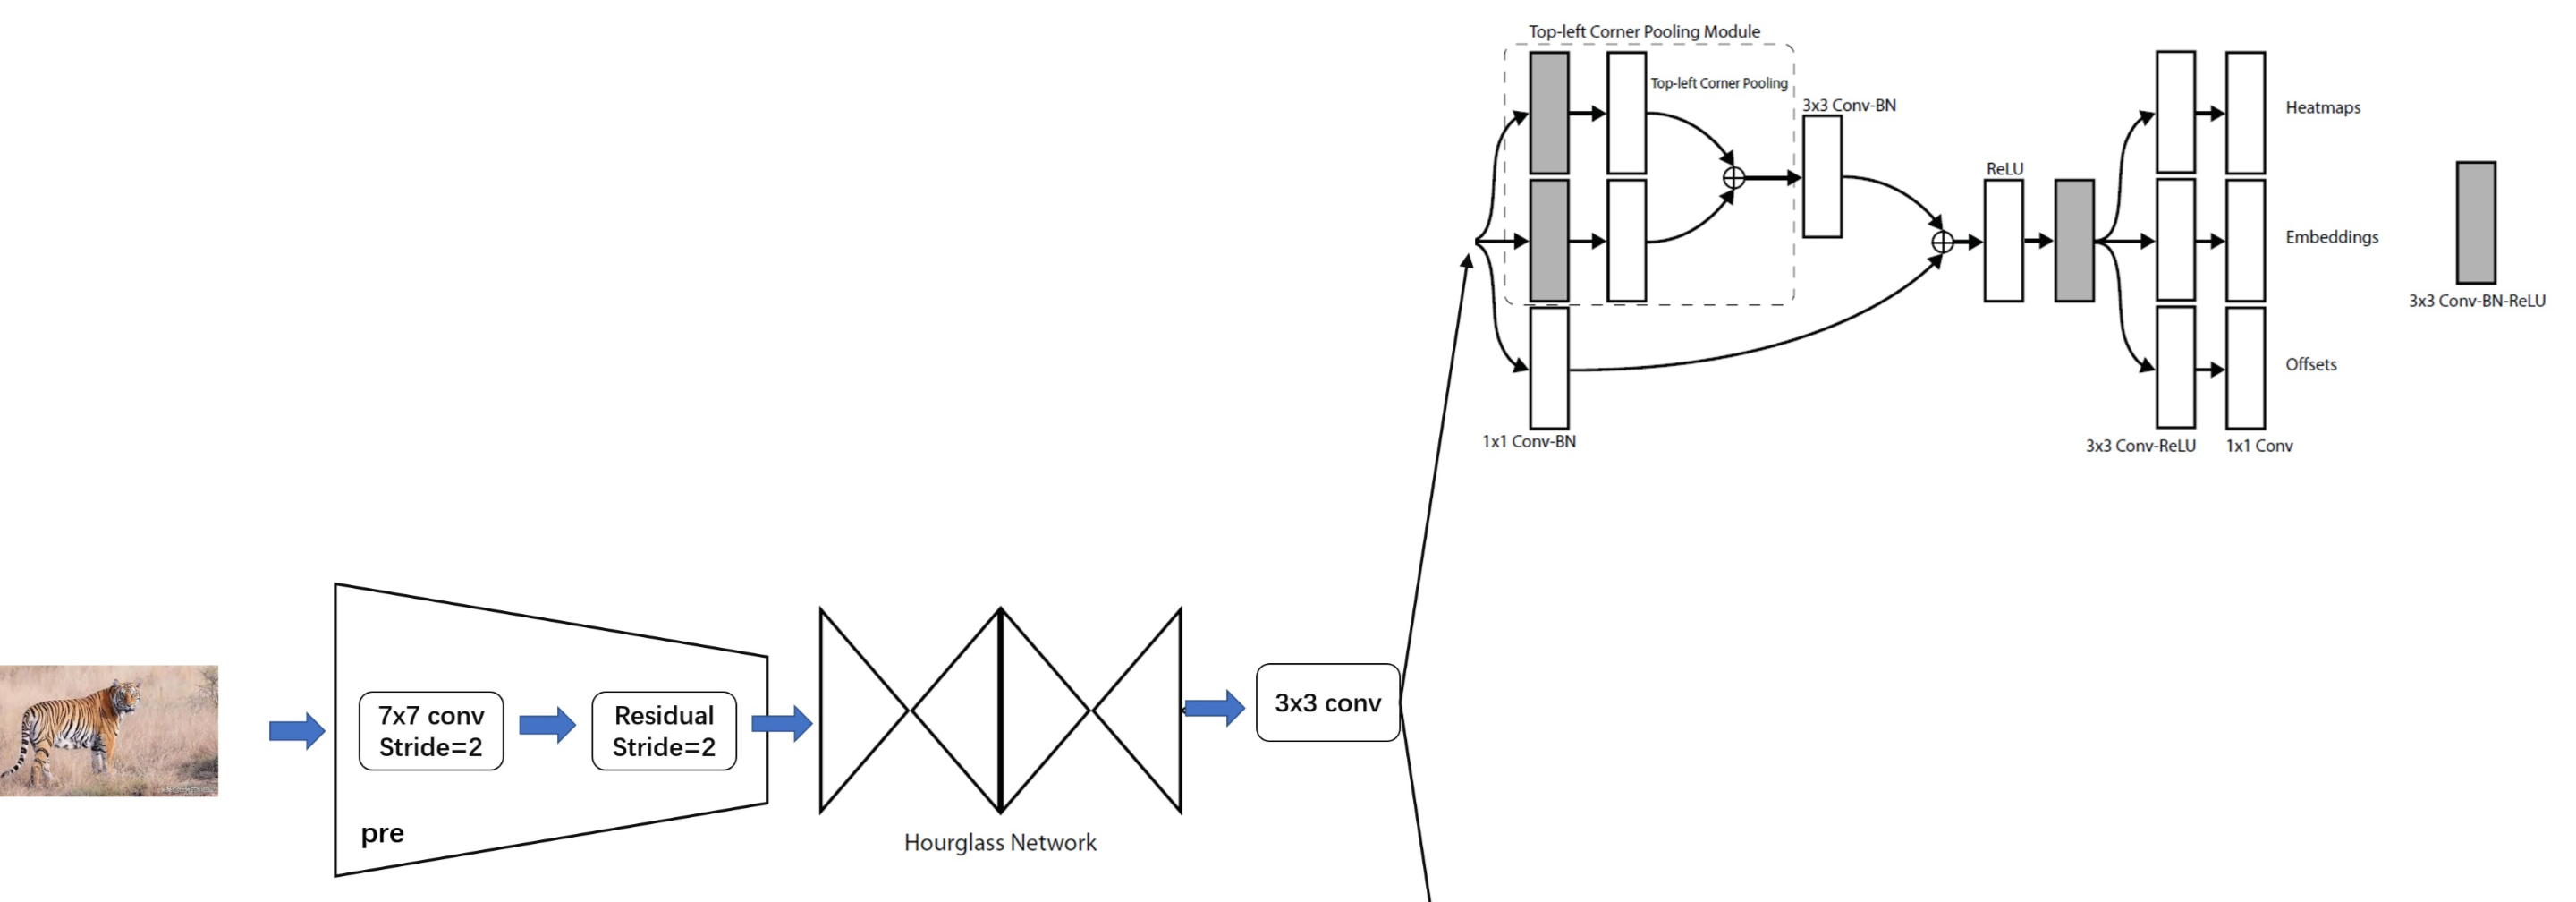 Top-left Corner Pooling Module
Top-left Corner Pooling
3x3 Conv-BN
Heatmaps
ReLU
Embeddings
3x3 Conv-BN-ReLU
Offsets
1x1 Conv-BN
3x3 Conv-ReLU
1x1 Conv
7x7 conv
Stride=2
Residual
Stride=2
3x3 conv
pre
Hourglass Network